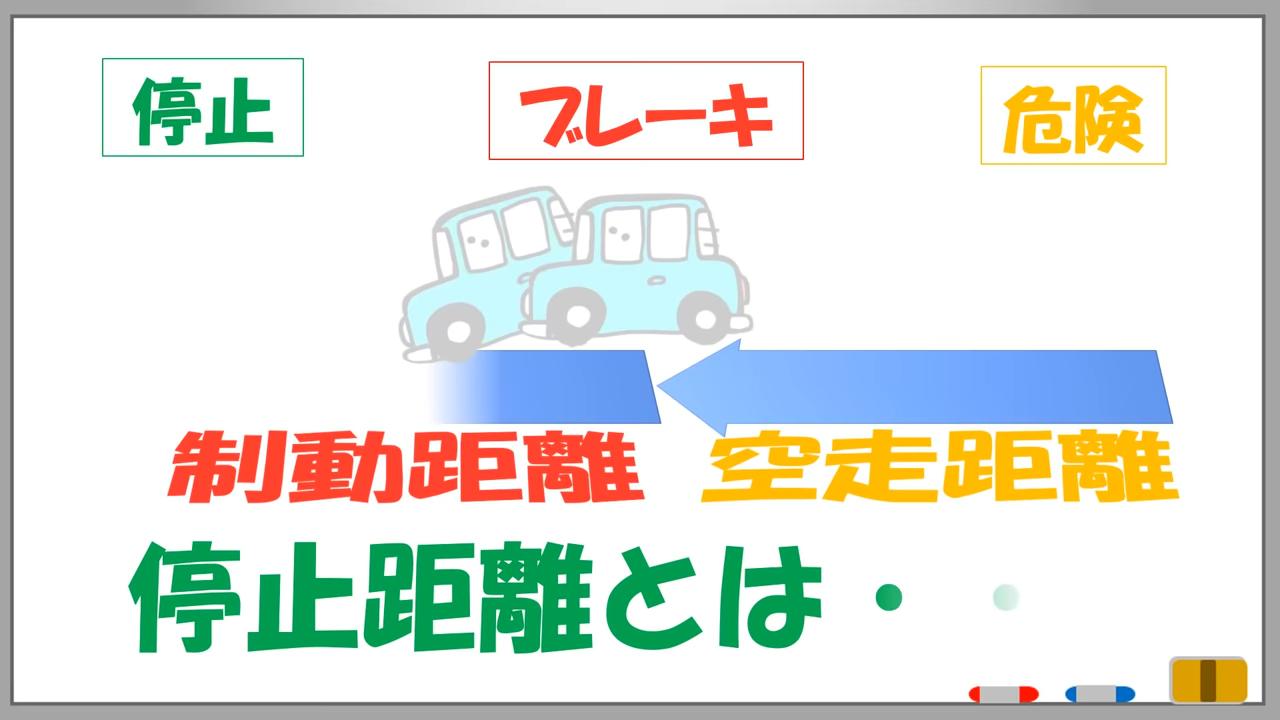 停止
ブレーキ
危険
制動距離
空走距離
停止距離とは・・